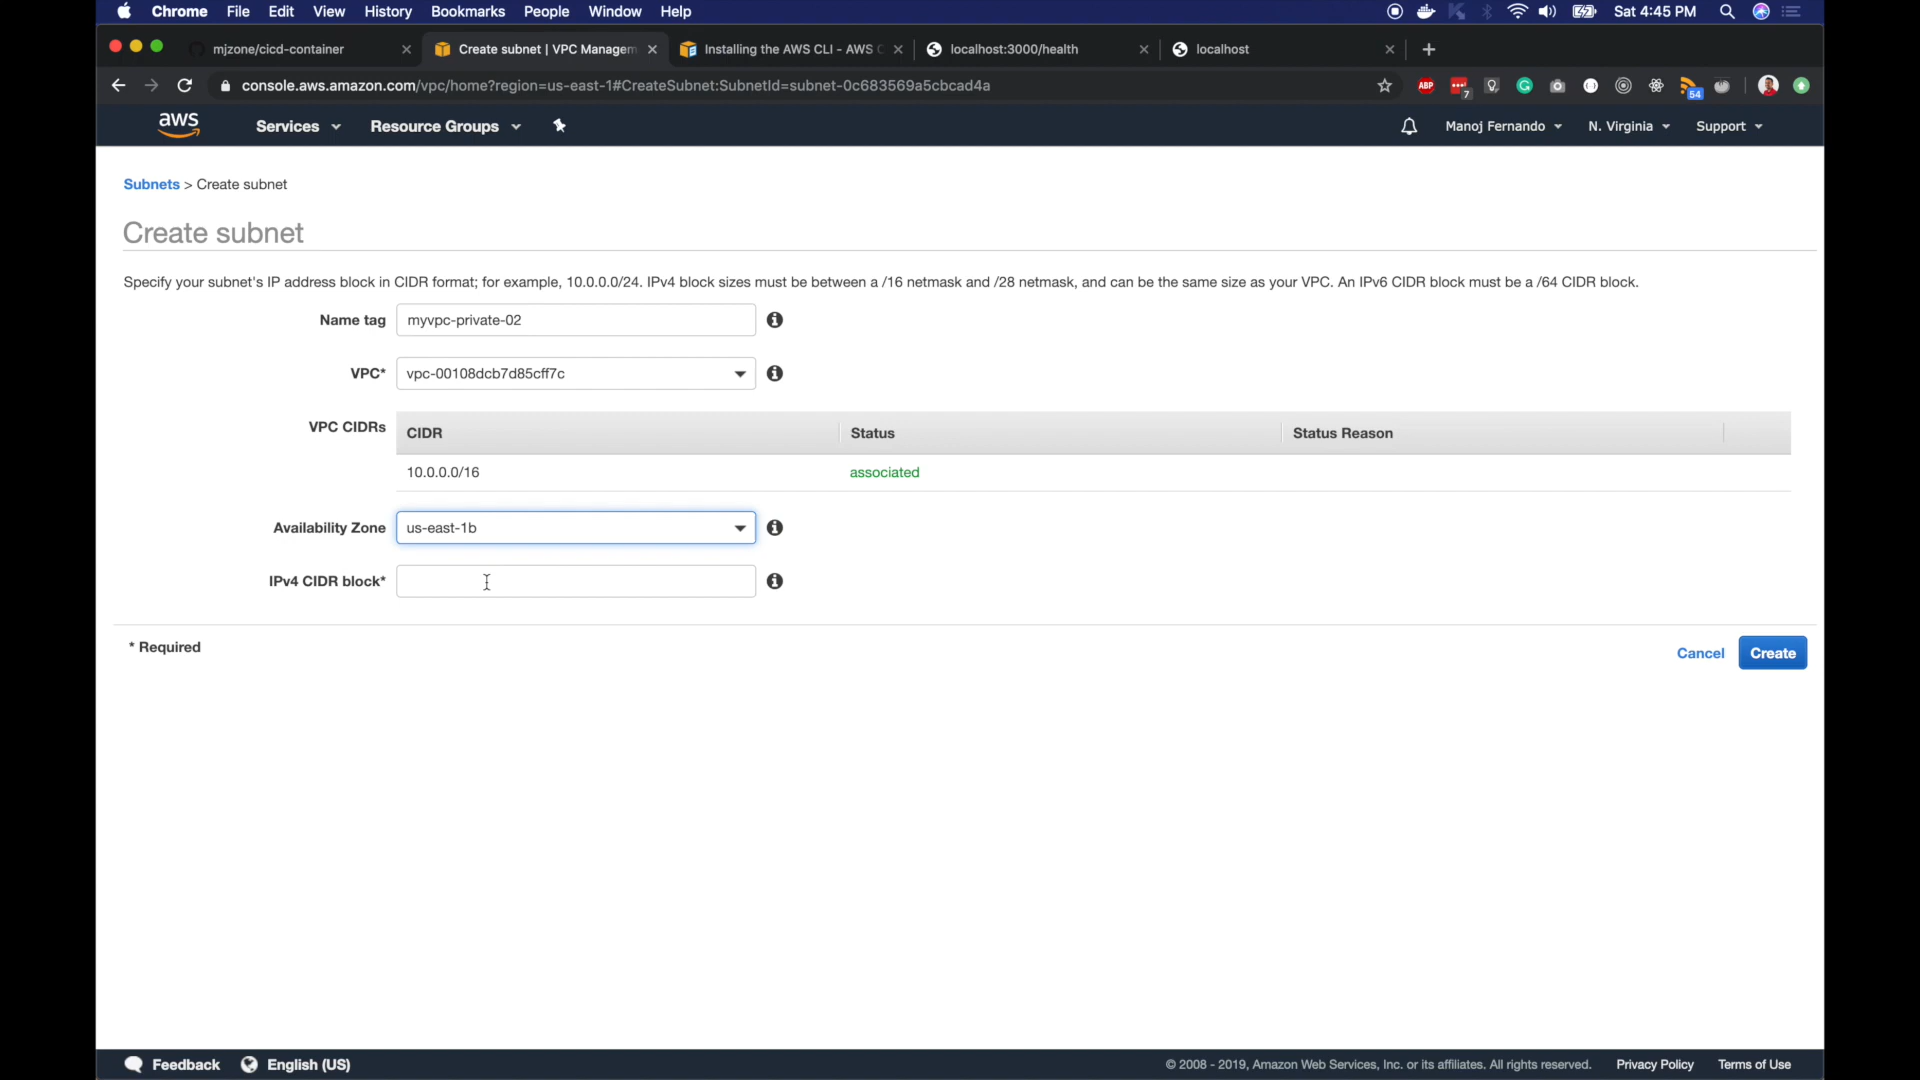 Chrome File Edit View History Bookmarks People Window Help Sat 4:45 PM
mjzone/cicd-container Create subnet | VPC Managem Installing the AWS CLI - AWS C localhost:3000/health localhost
console.aws.amazon.com/vpc/home?region=us-east-1#CreateSubnet:SubnetId=subnet-0c683569a5cbcad4a ABP 7 54
aws Services Resource Groups Manoj Fernando N. Virginia Support
Subnets > Create subnet
Create subnet
Specify your subnet's IP address block in CIDR format; for example, 10.0.0.0/24. IPv4 block sizes must be between a /16 netmask and /28 netmask, and can be the same size as your VPC. An IPv6 CIDR block must be a /64 CIDR block.
Name tag myvpc-private-02
VPC* vpc-00108dcb7d85cff7c
VPC CIDRs CIDR Status Status Reason
10.0.0.0/16 associated
Availability Zone us-east-1b
IPv4 CIDR block*
* Required
Cancel Create
Feedback English (US) © 2008 - 2019, Amazon Web Services, Inc. or its affiliates. All rights reserved. Privacy Policy Terms of Use